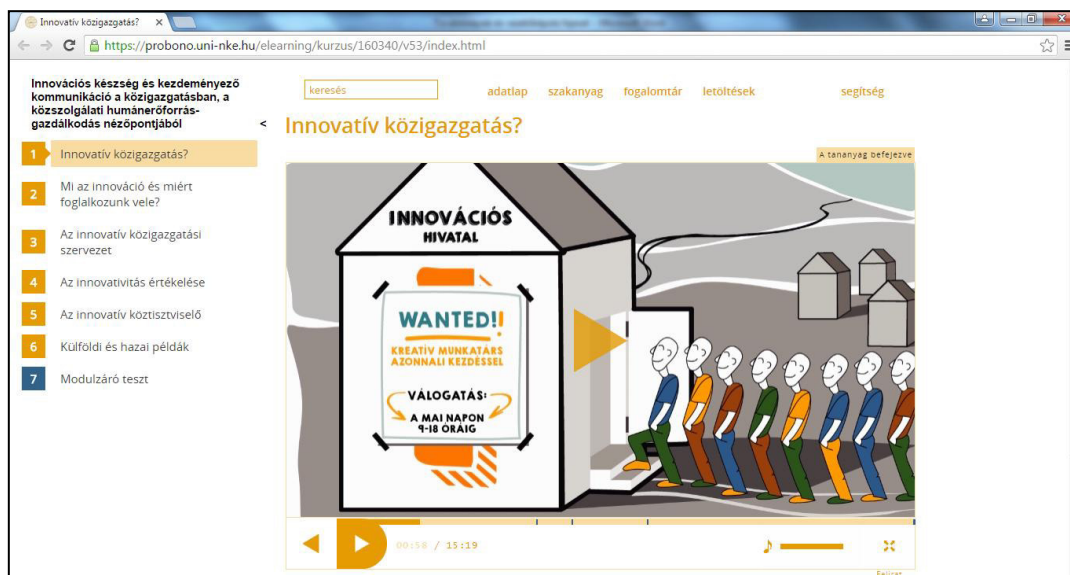 Innovatív közigazgatás?
https://probono.uni-nke.hu/elearning/kurzus/160340/v53/index.html
Innovációs készség és kezdeményező
kommunikáció a közigazgatásban, a
közszolgálati humánerőforrás-
gazdálkodás nézőpontjából
<
1 Innovatív közigazgatás?
2 Mi az innováció és miért
foglalkozunk vele?
3 Az innovatív közigazgatási
szervezet
4 Az innovativitás értékelése
5 Az innovatív köztisztviselő
6 Külföldi és hazai példák
7 Modulzáró teszt
keresés
adatlap szakanyag fogalomtár letöltések segítség
Innovatív közigazgatás?
A tananyag befejezve
INNOVÁCIÓS
HIVATAL
WANTED!!
KREATÍV MUNKATÁRS
AZONNALI KEZDÉSSEL
VÁLOGATÁS:
A MAI NAPON
9-18 ÓRÁIG
00:58 / 15:19